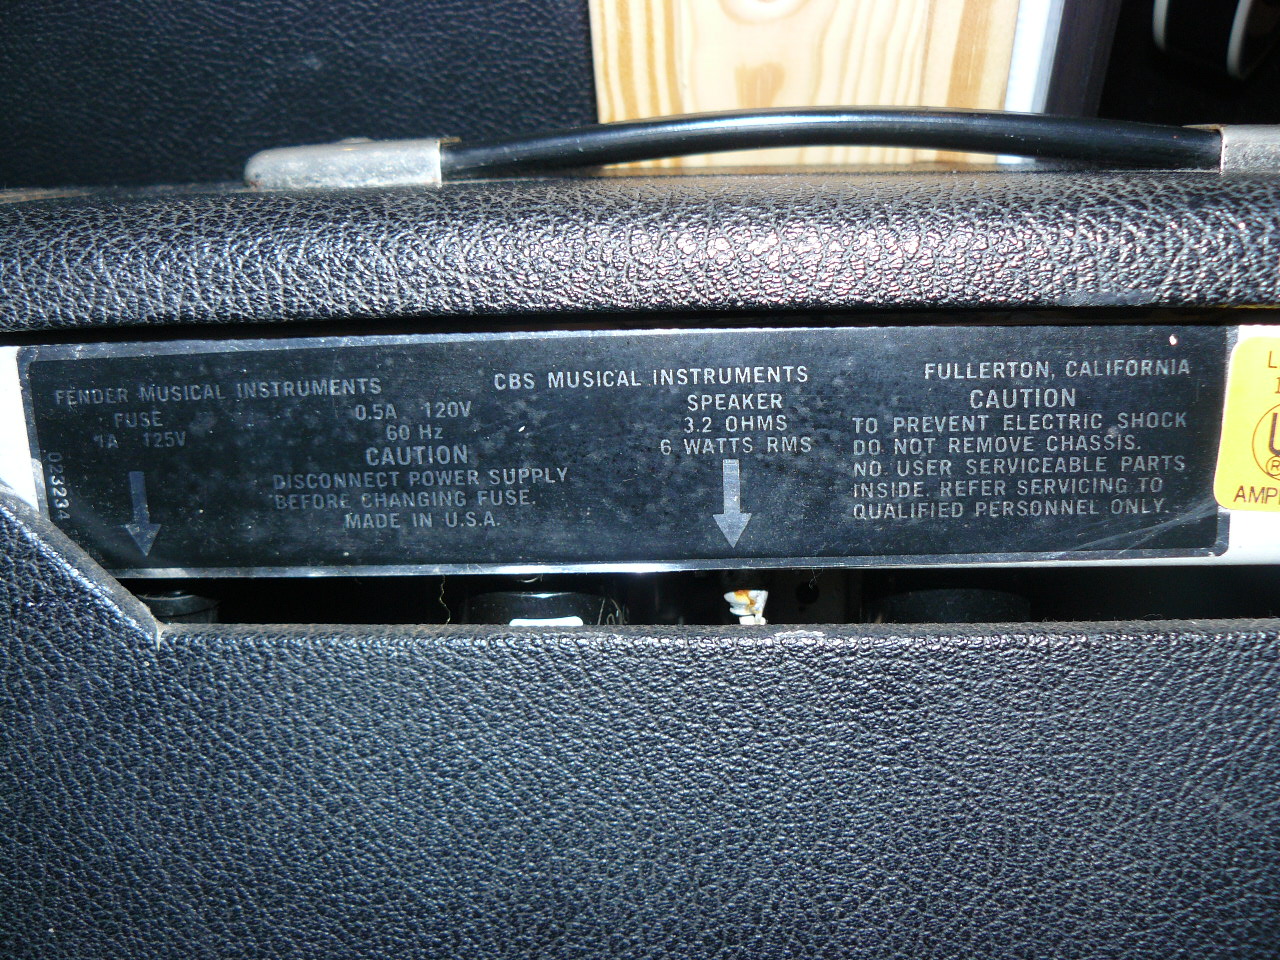 FENDER MUSICAL INSTRUMENTS
FUSE
1A 125V
0.5A 120V
60 Hz
CAUTION
DISCONNECT POWER SUPPLY
BEFORE CHANGING FUSE.
MADE IN U.S.A.
CBS MUSICAL INSTRUMENTS
SPEAKER
3.2 OHMS
6 WATTS RMS
FULLERTON, CALIFORNIA
CAUTION
TO PREVENT ELECTRIC SHOCK
DO NOT REMOVE CHASSIS.
NO USER SERVICEABLE PARTS
INSIDE. REFER SERVICING TO
QUALIFIED PERSONNEL ONLY.
023234